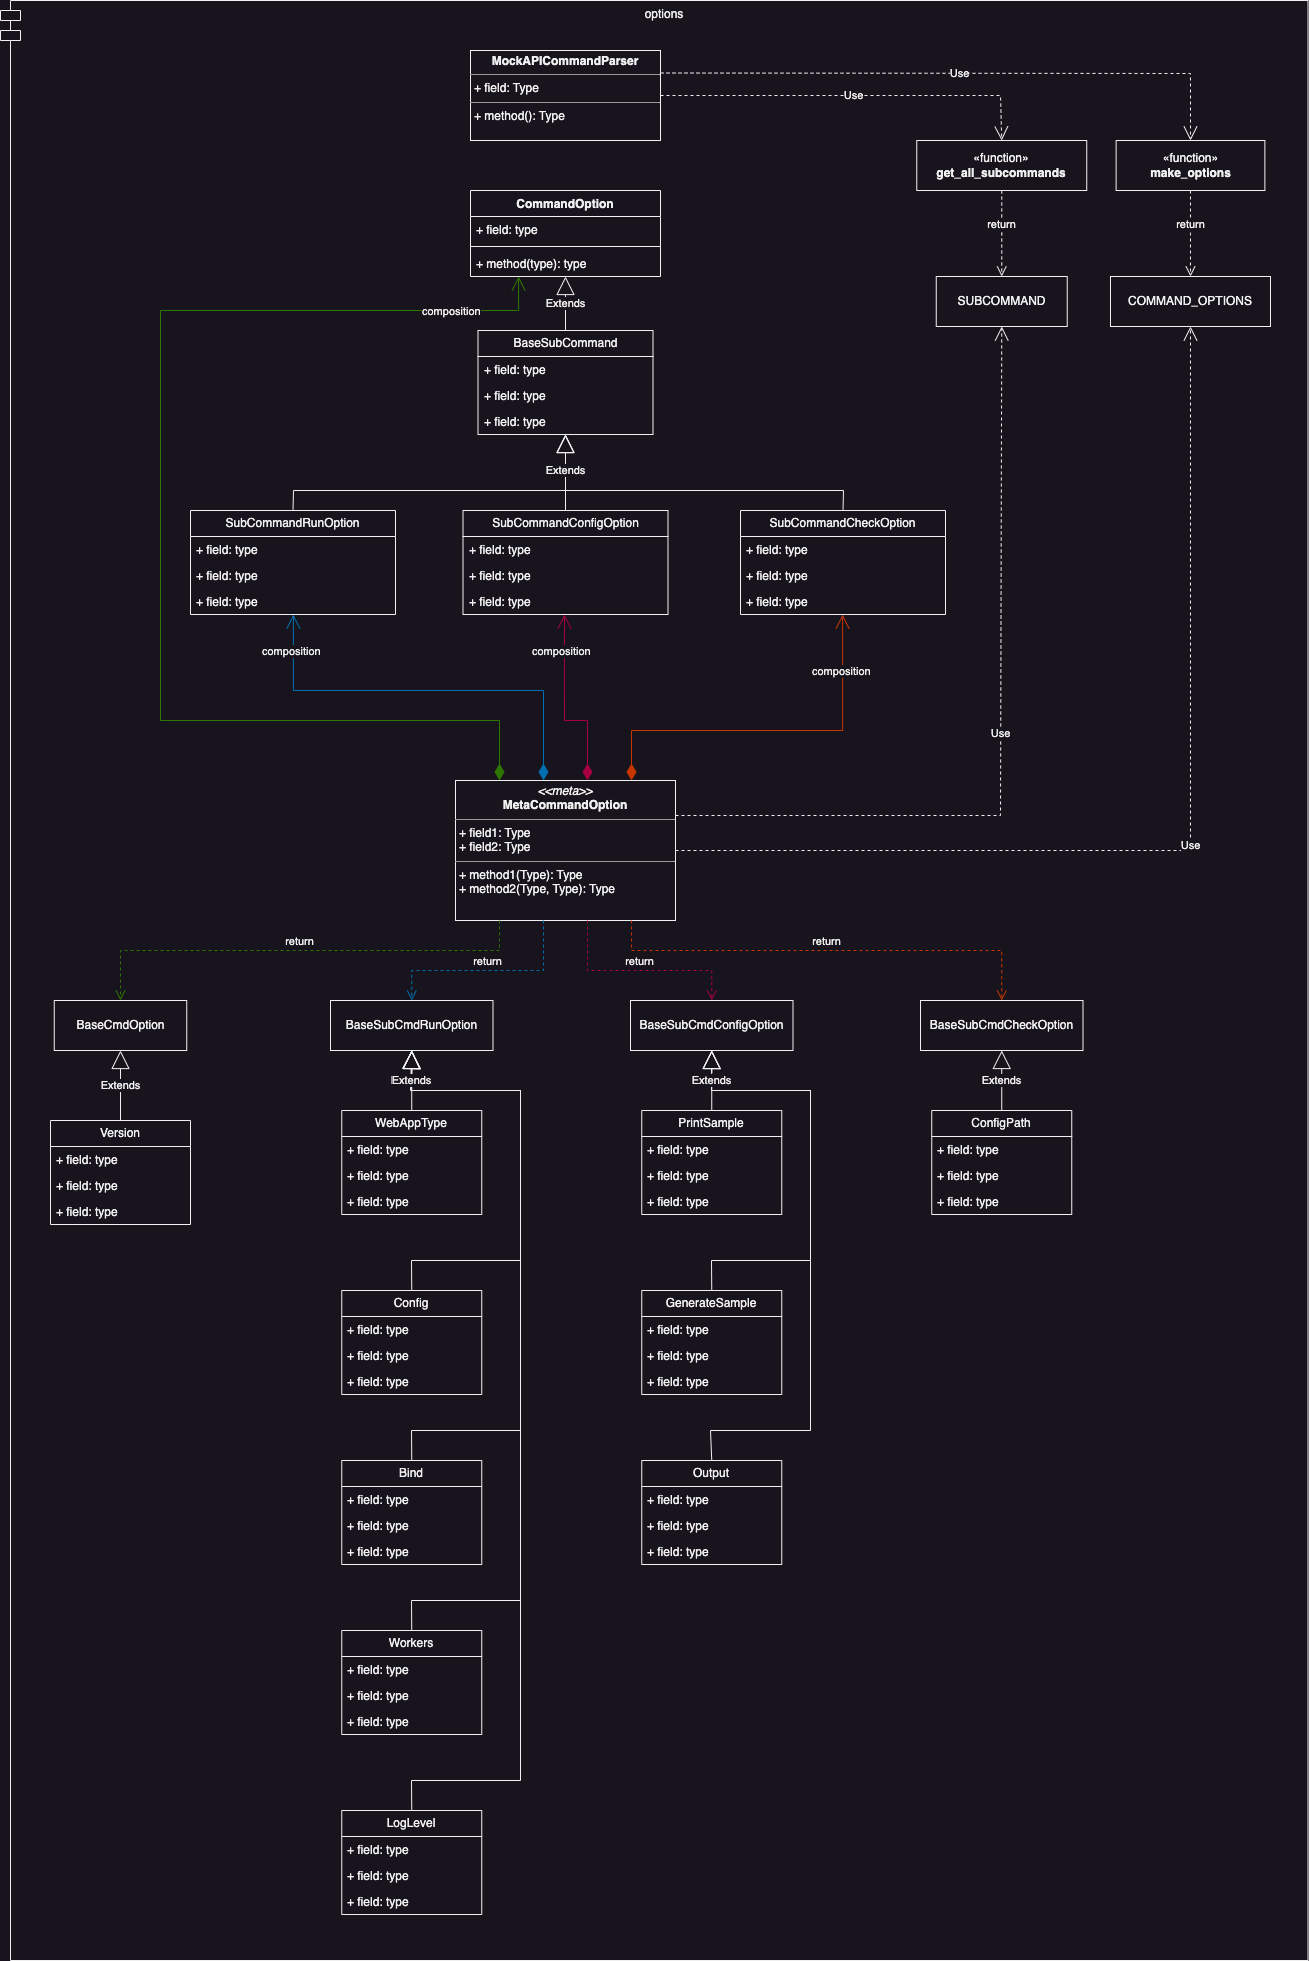 options
MockAPICommandParser
+ field: Type
+ method(): Type
Use
Use
«function»
get_all_subcommands
«function»
make_options
return
return
SUBCOMMAND
COMMAND_OPTIONS
CommandOption
+ field: type
+ method(type): type
composition
Extends
BaseSubCommand
+ field: type
+ field: type
+ field: type
Extends
SubCommandRunOption
+ field: type
+ field: type
+ field: type
SubCommandConfigOption
+ field: type
+ field: type
+ field: type
SubCommandCheckOption
+ field: type
+ field: type
+ field: type
composition
composition
composition
Use
Use
<<meta>>
MetaCommandOption
+ field1: Type
+ field2: Type
+ method1(Type): Type
+ method2(Type, Type): Type
return
return
return
return
BaseCmdOption
BaseSubCmdRunOption
BaseSubCmdConfigOption
BaseSubCmdCheckOption
Extends
Extends
Extends
Extends
Version
+ field: type
+ field: type
+ field: type
WebAppType
+ field: type
+ field: type
+ field: type
PrintSample
+ field: type
+ field: type
+ field: type
ConfigPath
+ field: type
+ field: type
+ field: type
Config
+ field: type
+ field: type
+ field: type
GenerateSample
+ field: type
+ field: type
+ field: type
Bind
+ field: type
+ field: type
+ field: type
Output
+ field: type
+ field: type
+ field: type
Workers
+ field: type
+ field: type
+ field: type
LogLevel
+ field: type
+ field: type
+ field: type